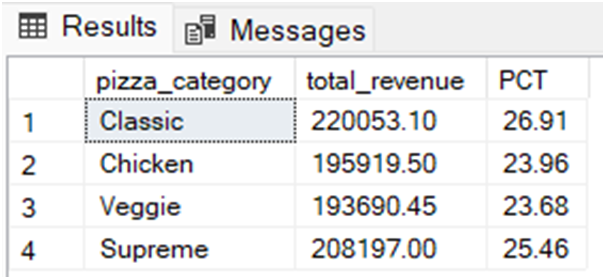 Results Messages
pizza_category total_revenue PCT
1 Classic 220053.10 26.91
2 Chicken 195919.50 23.96
3 Veggie 193690.45 23.68
4 Supreme 208197.00 25.46